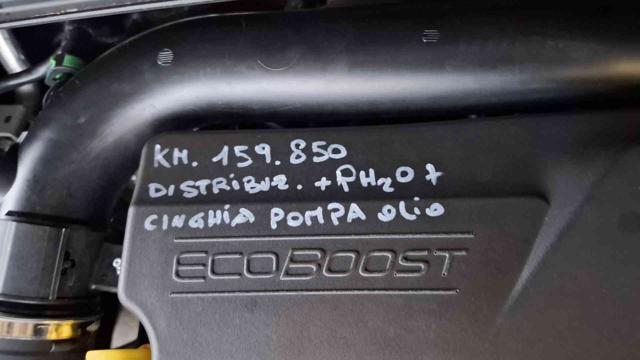 KM. 159.850
DISTRIBUZ. + PH2O +
CINGHIA POMPA OLIO
ECOBOOST